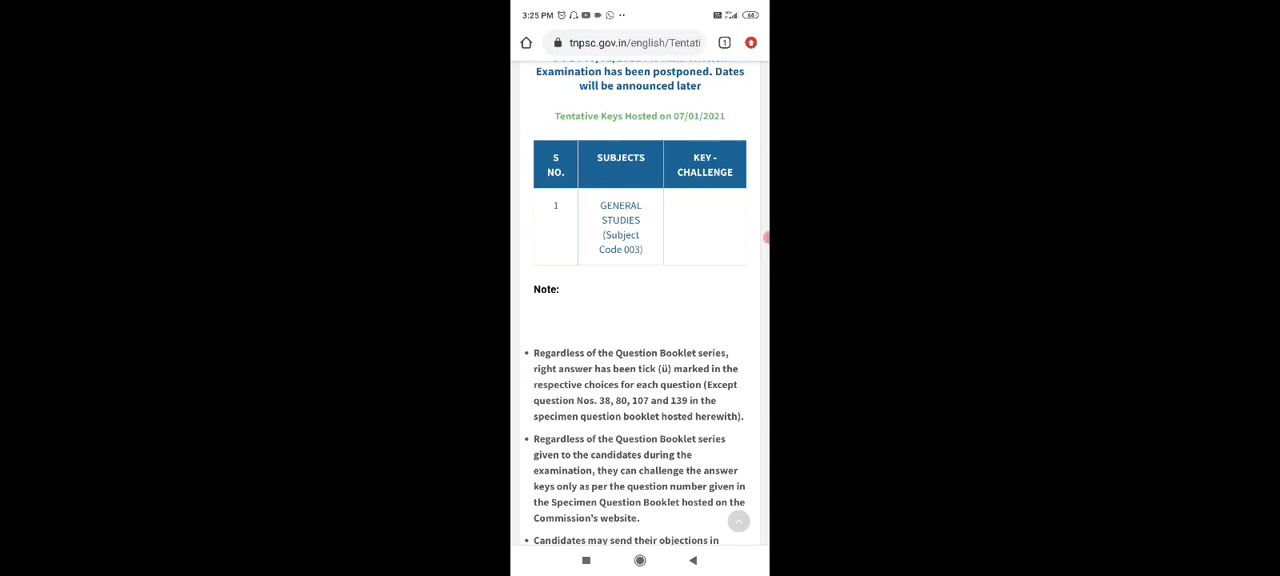 3:25 PM
68
tnpsc.gov.in/english/Tentati
1
Examination has been postponed. Dates
will be announced later
Tentative Keys Hosted on 07/01/2021
S NO.
SUBJECTS
KEY - CHALLENGE
1
GENERAL
STUDIES
(Subject
Code 003)
Note:
• Regardless of the Question Booklet series,
right answer has been tick (ü) marked in the
respective choices for each question (Except
question Nos. 38, 80, 107 and 139 in the
specimen question booklet hosted herewith).
• Regardless of the Question Booklet series
given to the candidates during the
examination, they can challenge the answer
keys only as per the question number given in
the Specimen Question Booklet hosted on the
Commission's website.
• Candidates may send their objections in